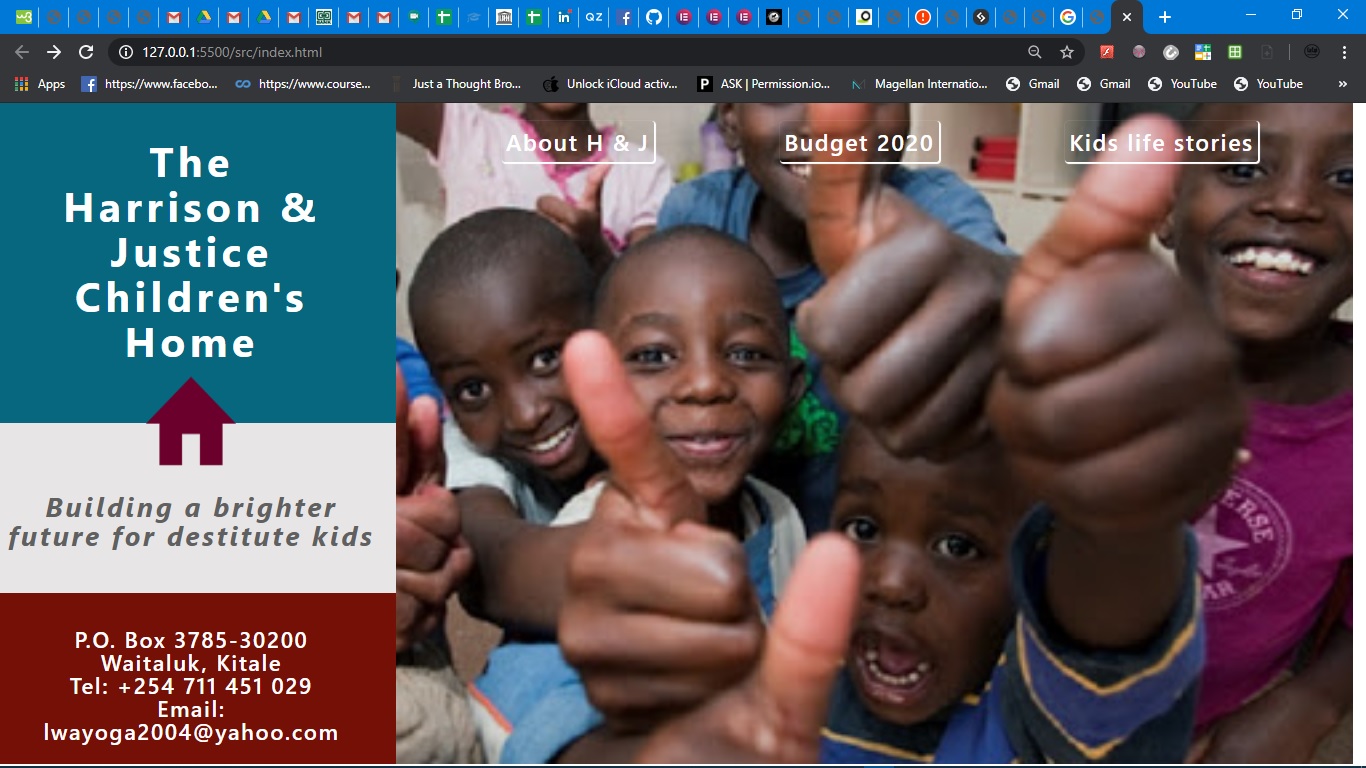 w3
in
QZ
127.0.0.1:5500/src/index.html
Apps
https://www.facebo...
https://www.course...
Just a Thought Bro...
Unlock iCloud activ...
ASK | Permission.io...
Magellan Internatio...
Gmail
Gmail
YouTube
YouTube
»
The
Harrison &
Justice
Children's
Home
Building a brighter
future for destitute kids
P.O. Box 3785-30200
Waitaluk, Kitale
Tel: +254 711 451 029
Email:
lwayoga2004@yahoo.com
About H & J
Budget 2020
Kids life stories